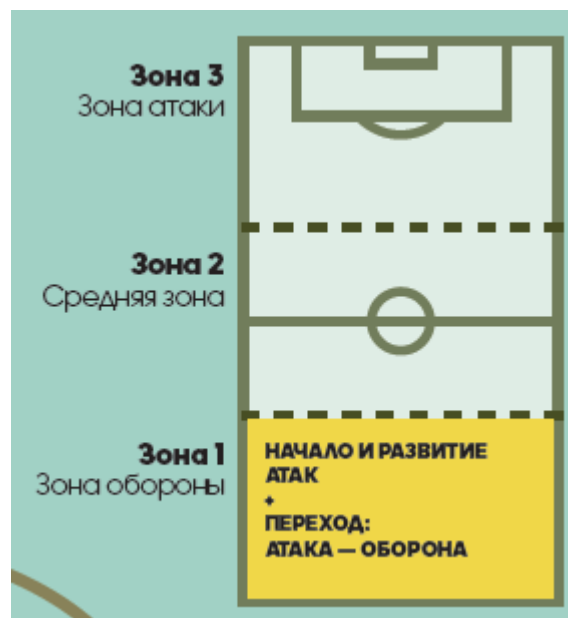 Зона 3
Зона атаки
Зона 2
Средняя зона
Зона 1
Зона обороны
НАЧАЛО И РАЗВИТИЕ
АТАК
+
ПЕРЕХОД:
АТАКА — ОБОРОНА